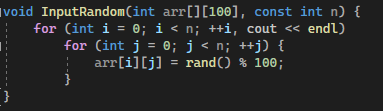 void InputRandom(int arr[][100], const int n) {
    for (int i = 0; i < n; ++i, cout << endl)
        for (int j = 0; j < n; ++j) {
            arr[i][j] = rand() % 100;
        }
}